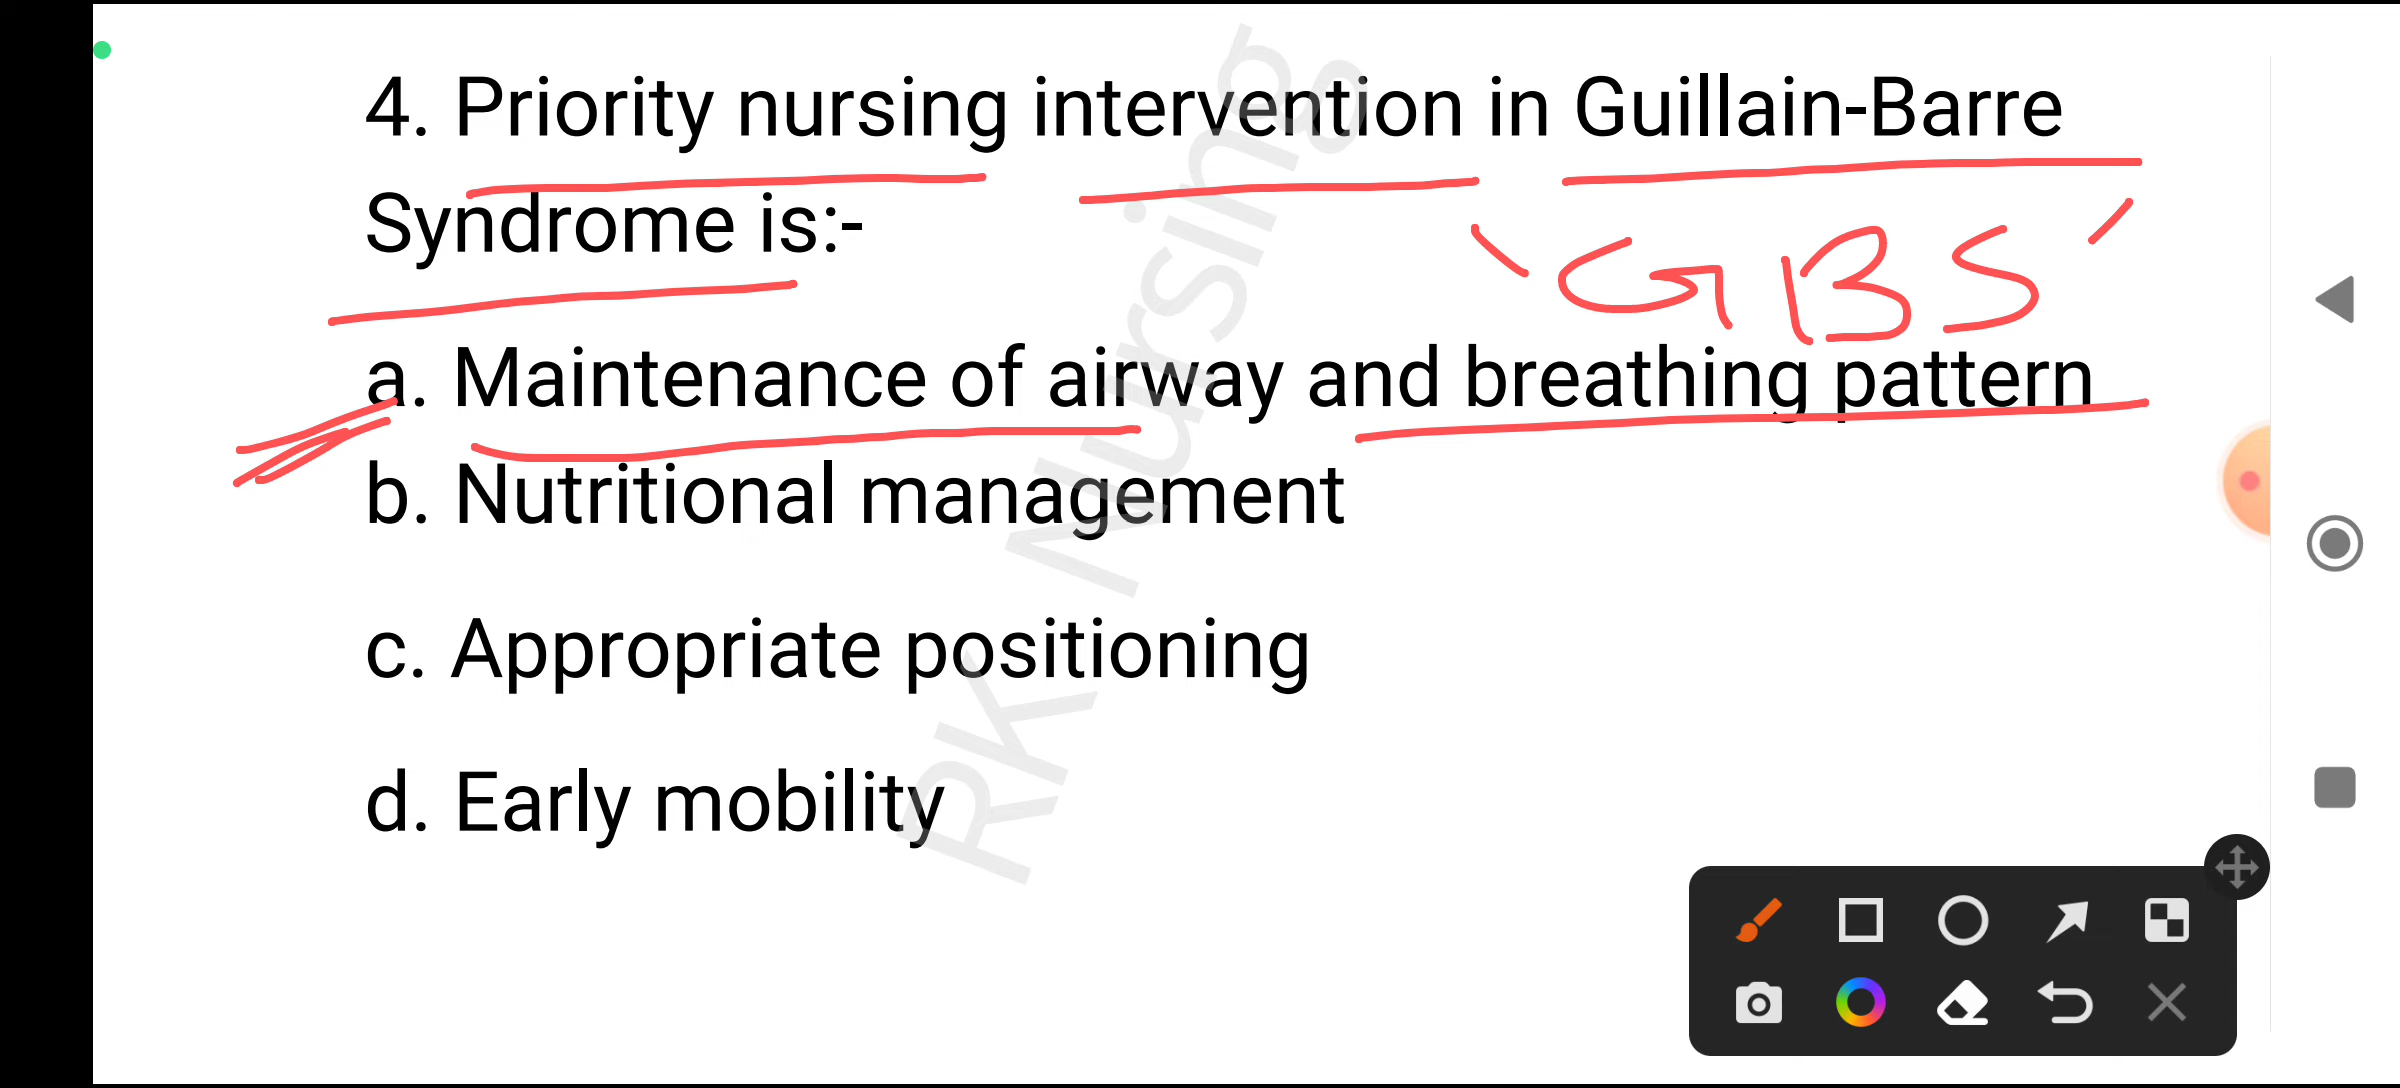 4. Priority nursing intervention in Guillain-Barre
Syndrome is:-
'GBS'
a. Maintenance of airway and breathing pattern
b. Nutritional management
c. Appropriate positioning
d. Early mobility
RK Nursing